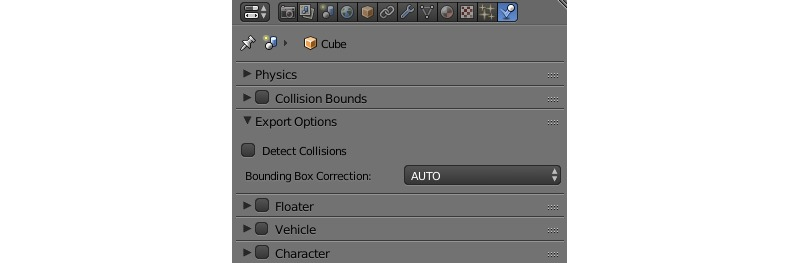 Cube
Physics
Collision Bounds
Export Options
Detect Collisions
Bounding Box Correction: AUTO
Floater
Vehicle
Character